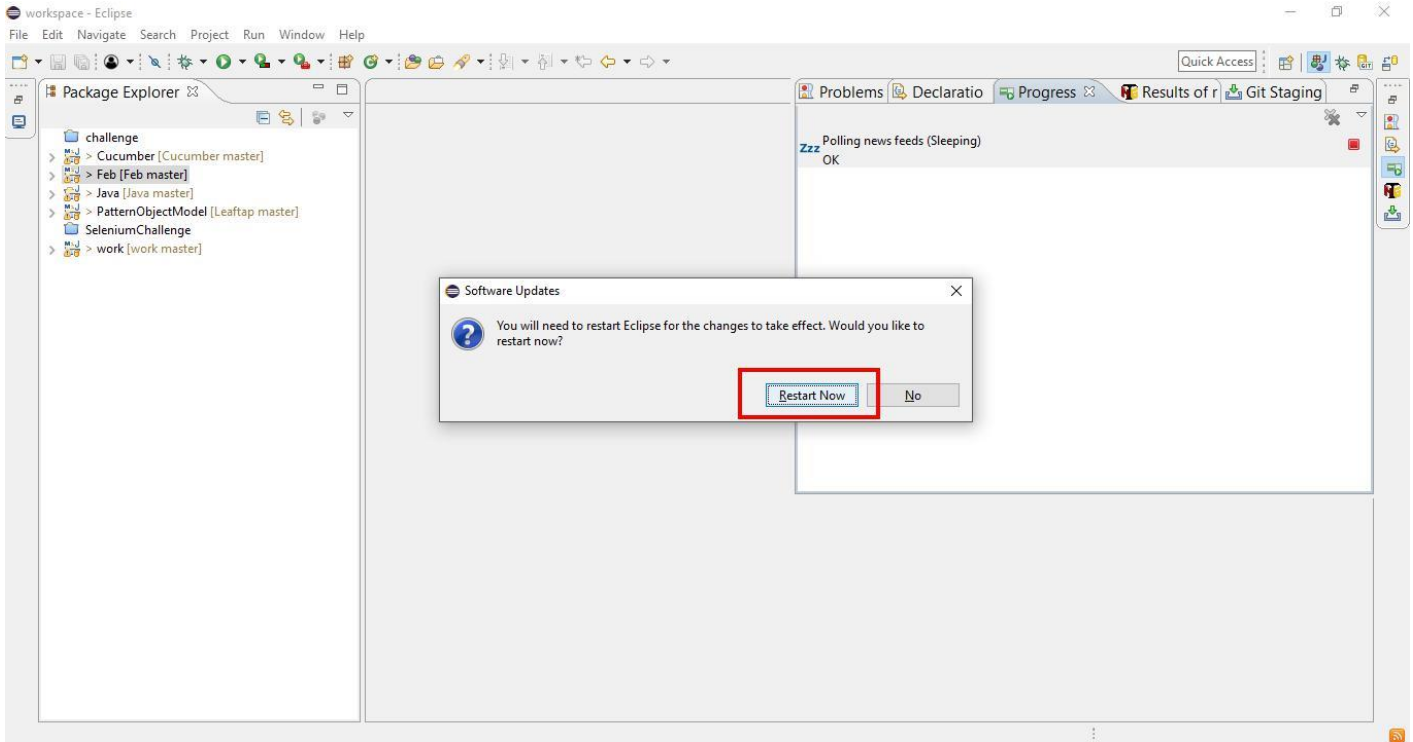 workspace - Eclipse
File Edit Navigate Search Project Run Window Help
Quick Access
Package Explorer
Problems Declaratio Progress Results of r Git Staging
challenge
> Cucumber [Cucumber master]
> Feb [Feb master]
> Java [Java master]
> PatternObjectModel [Leaftap master]
SeleniumChallenge
> work [work master]
Zzz Polling news feeds (Sleeping)
OK
Software Updates
You will need to restart Eclipse for the changes to take effect. Would you like to
restart now?
Restart Now No